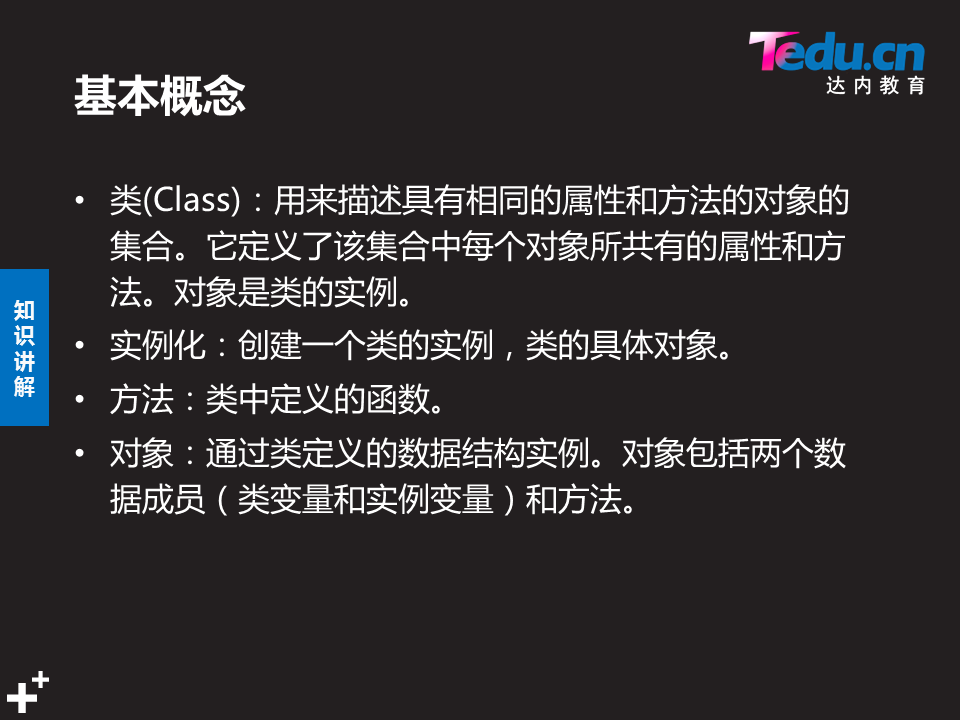 Tedu.cn
达内教育
基本概念
• 类(Class)：用来描述具有相同的属性和方法的对象的
集合。它定义了该集合中每个对象所共有的属性和方
法。对象是类的实例。
• 实例化：创建一个类的实例，类的具体对象。
• 方法：类中定义的函数。
• 对象：通过类定义的数据结构实例。对象包括两个数
据成员（类变量和实例变量）和方法。
知
识
讲
解